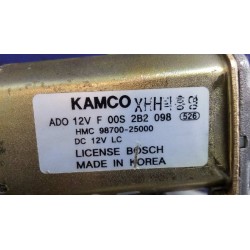 KAMCO
ADO 12V F 00S 2B2 098 526
HMC 98700-25000
DC 12V LC
LICENSE BOSCH
MADE IN KOREA